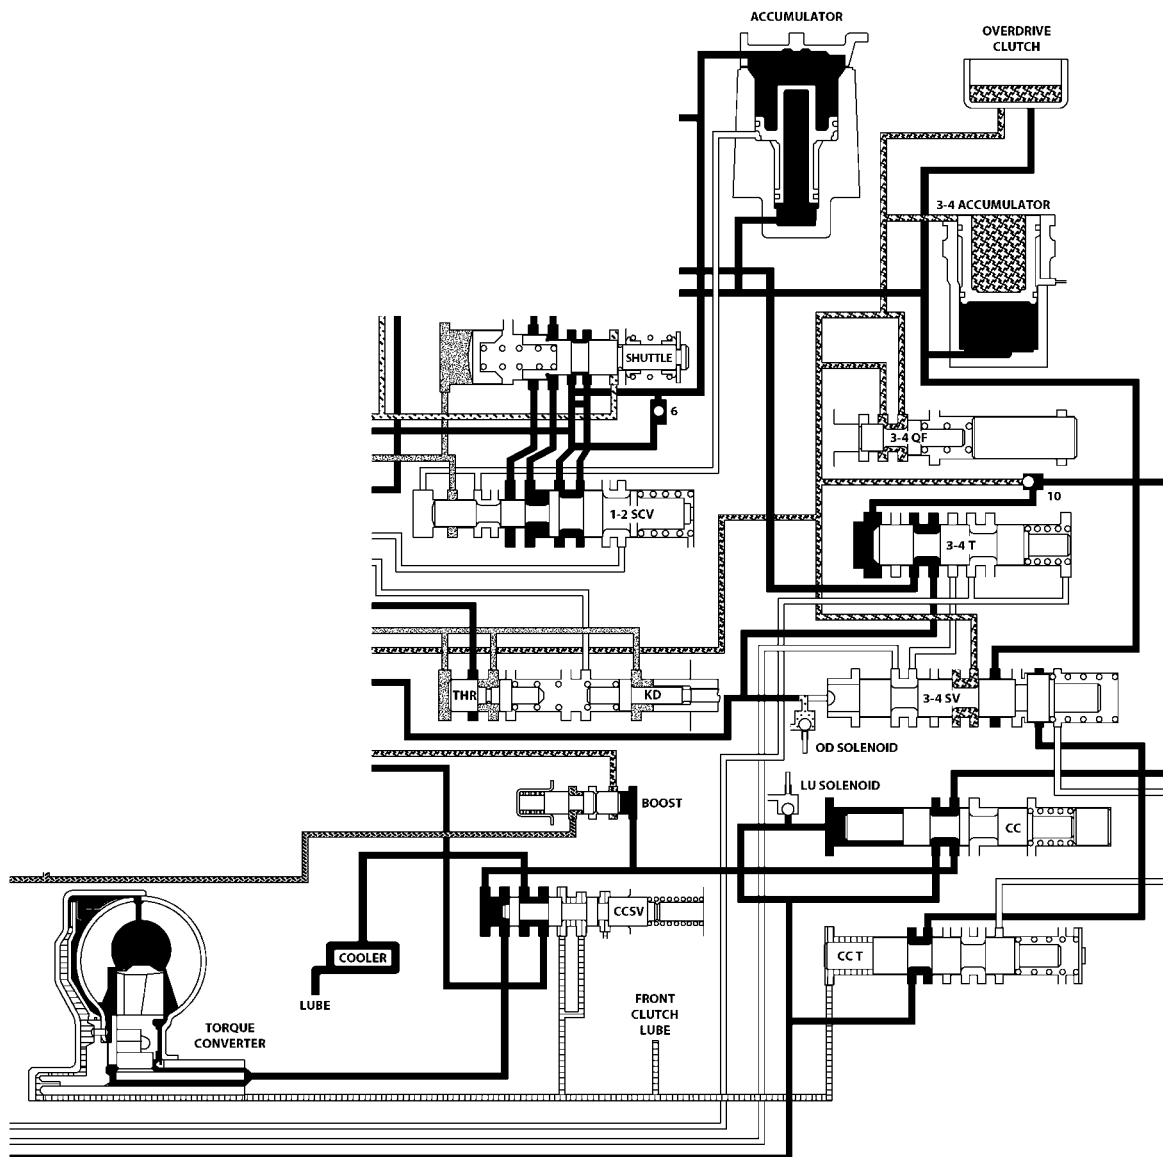 ACCUMULATOR
OVERDRIVE
CLUTCH
3-4 ACCUMULATOR
SHUTTLE
6
3-4 QF
10
1-2 SCV
3-4 T
THR
KD
3-4 SV
OD SOLENOID
LU SOLENOID
BOOST
CC
CCSV
COOLER
CC T
LUBE
FRONT
CLUTCH
LUBE
TORQUE
CONVERTER